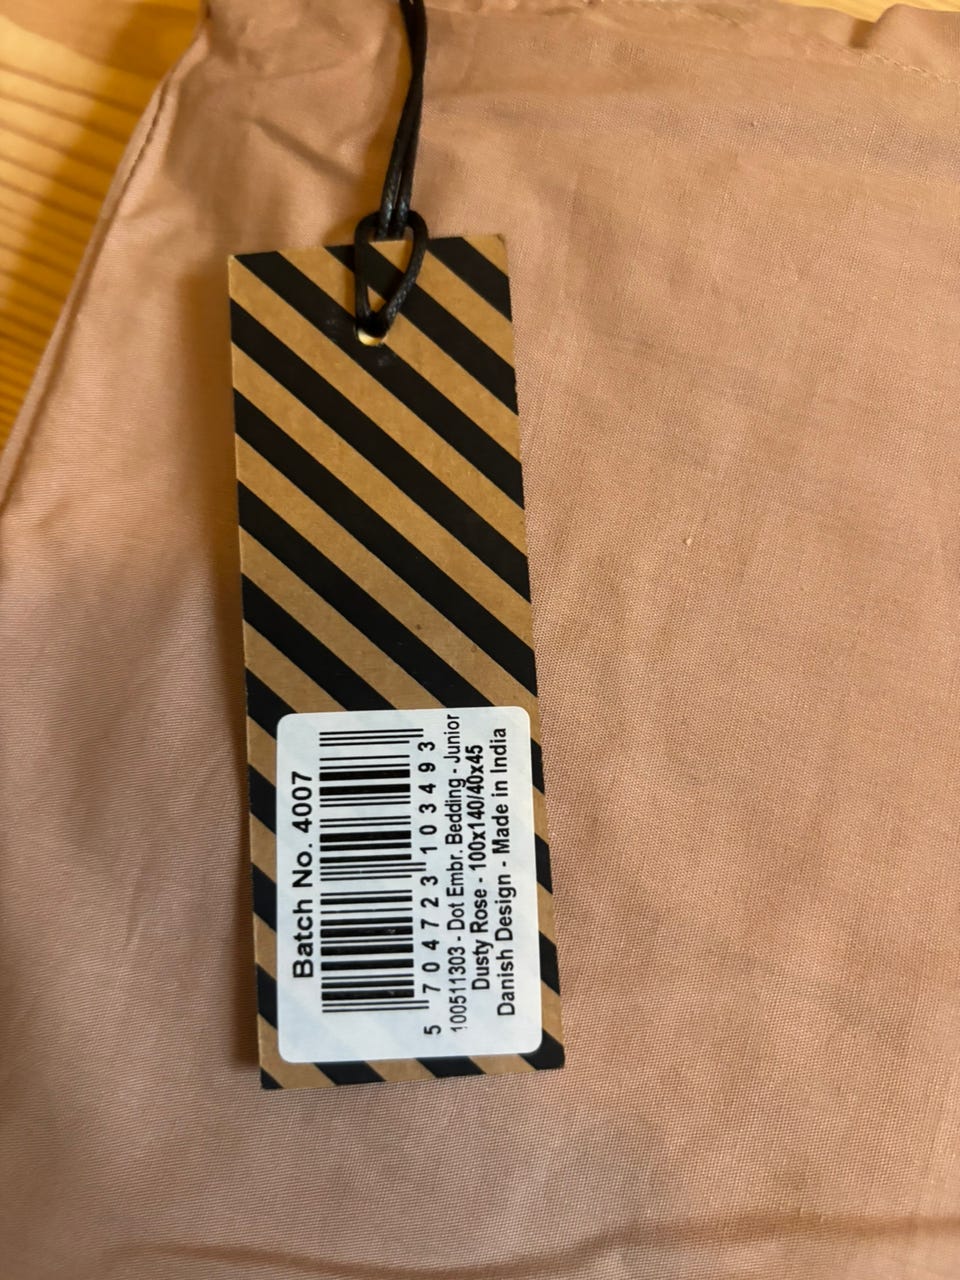 Batch No. 4007
5 704723 103493
100511303 - Dot Embr. Bedding - Junior
Dusty Rose - 100x140/40x45
Danish Design - Made in India